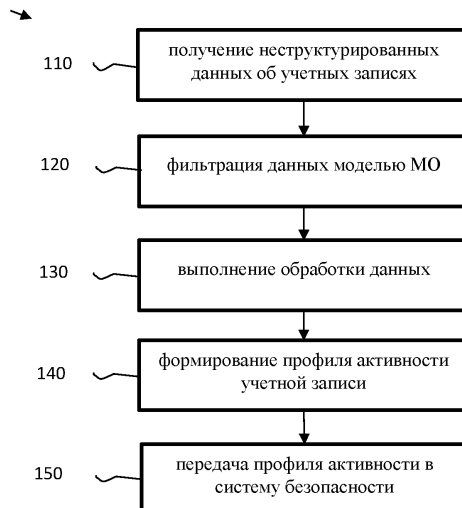 110
получение неструктурированных
данных об учетных записях
120
фильтрация данных моделью МО
130
выполнение обработки данных
140
формирование профиля активности
учетной записи
150
передача профиля активности в
систему безопасности